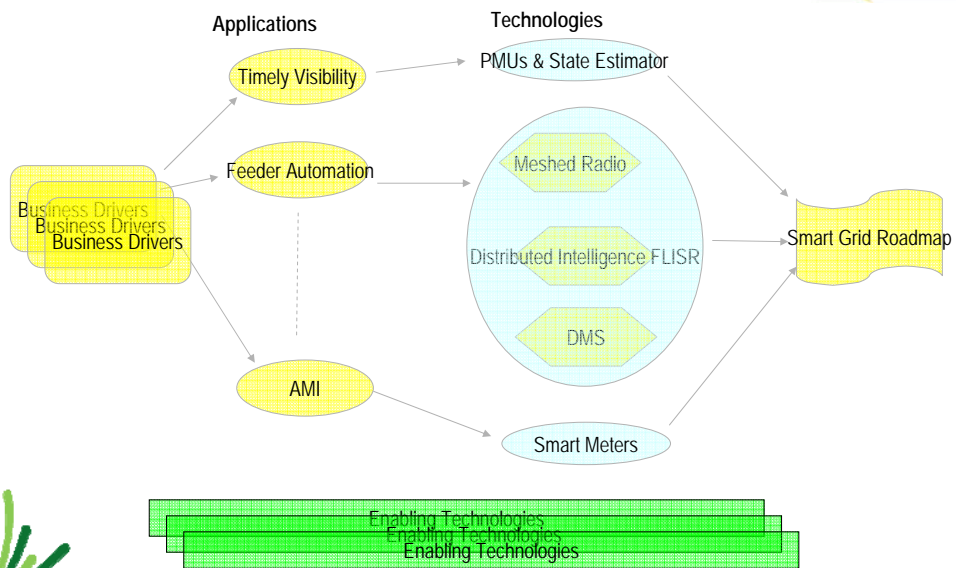 Applications
Technologies
Timely Visibility
PMUs & State Estimator
Feeder Automation
Meshed Radio
Business Drivers
Business Drivers
Business Drivers
Distributed Intelligence FLISR
Smart Grid Roadmap
DMS
AMI
Smart Meters
Enabling Technologies
Enabling Technologies
Enabling Technologies